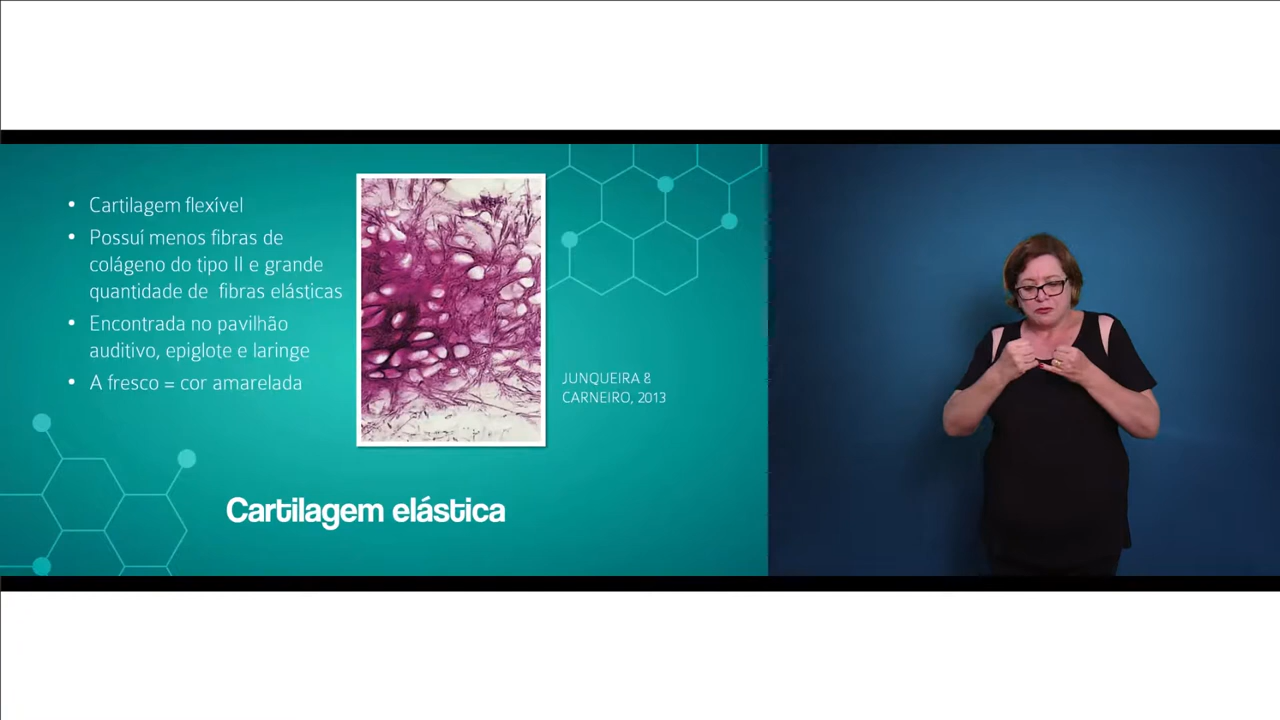 • Cartilagem flexível
• Possuí menos fibras de
colágeno do tipo II e grande
quantidade de fibras elásticas
• Encontrada no pavilhão
auditivo, epiglote e laringe
• A fresco = cor amarelada
JUNQUEIRA &
CARNEIRO, 2013
Cartilagem elástica